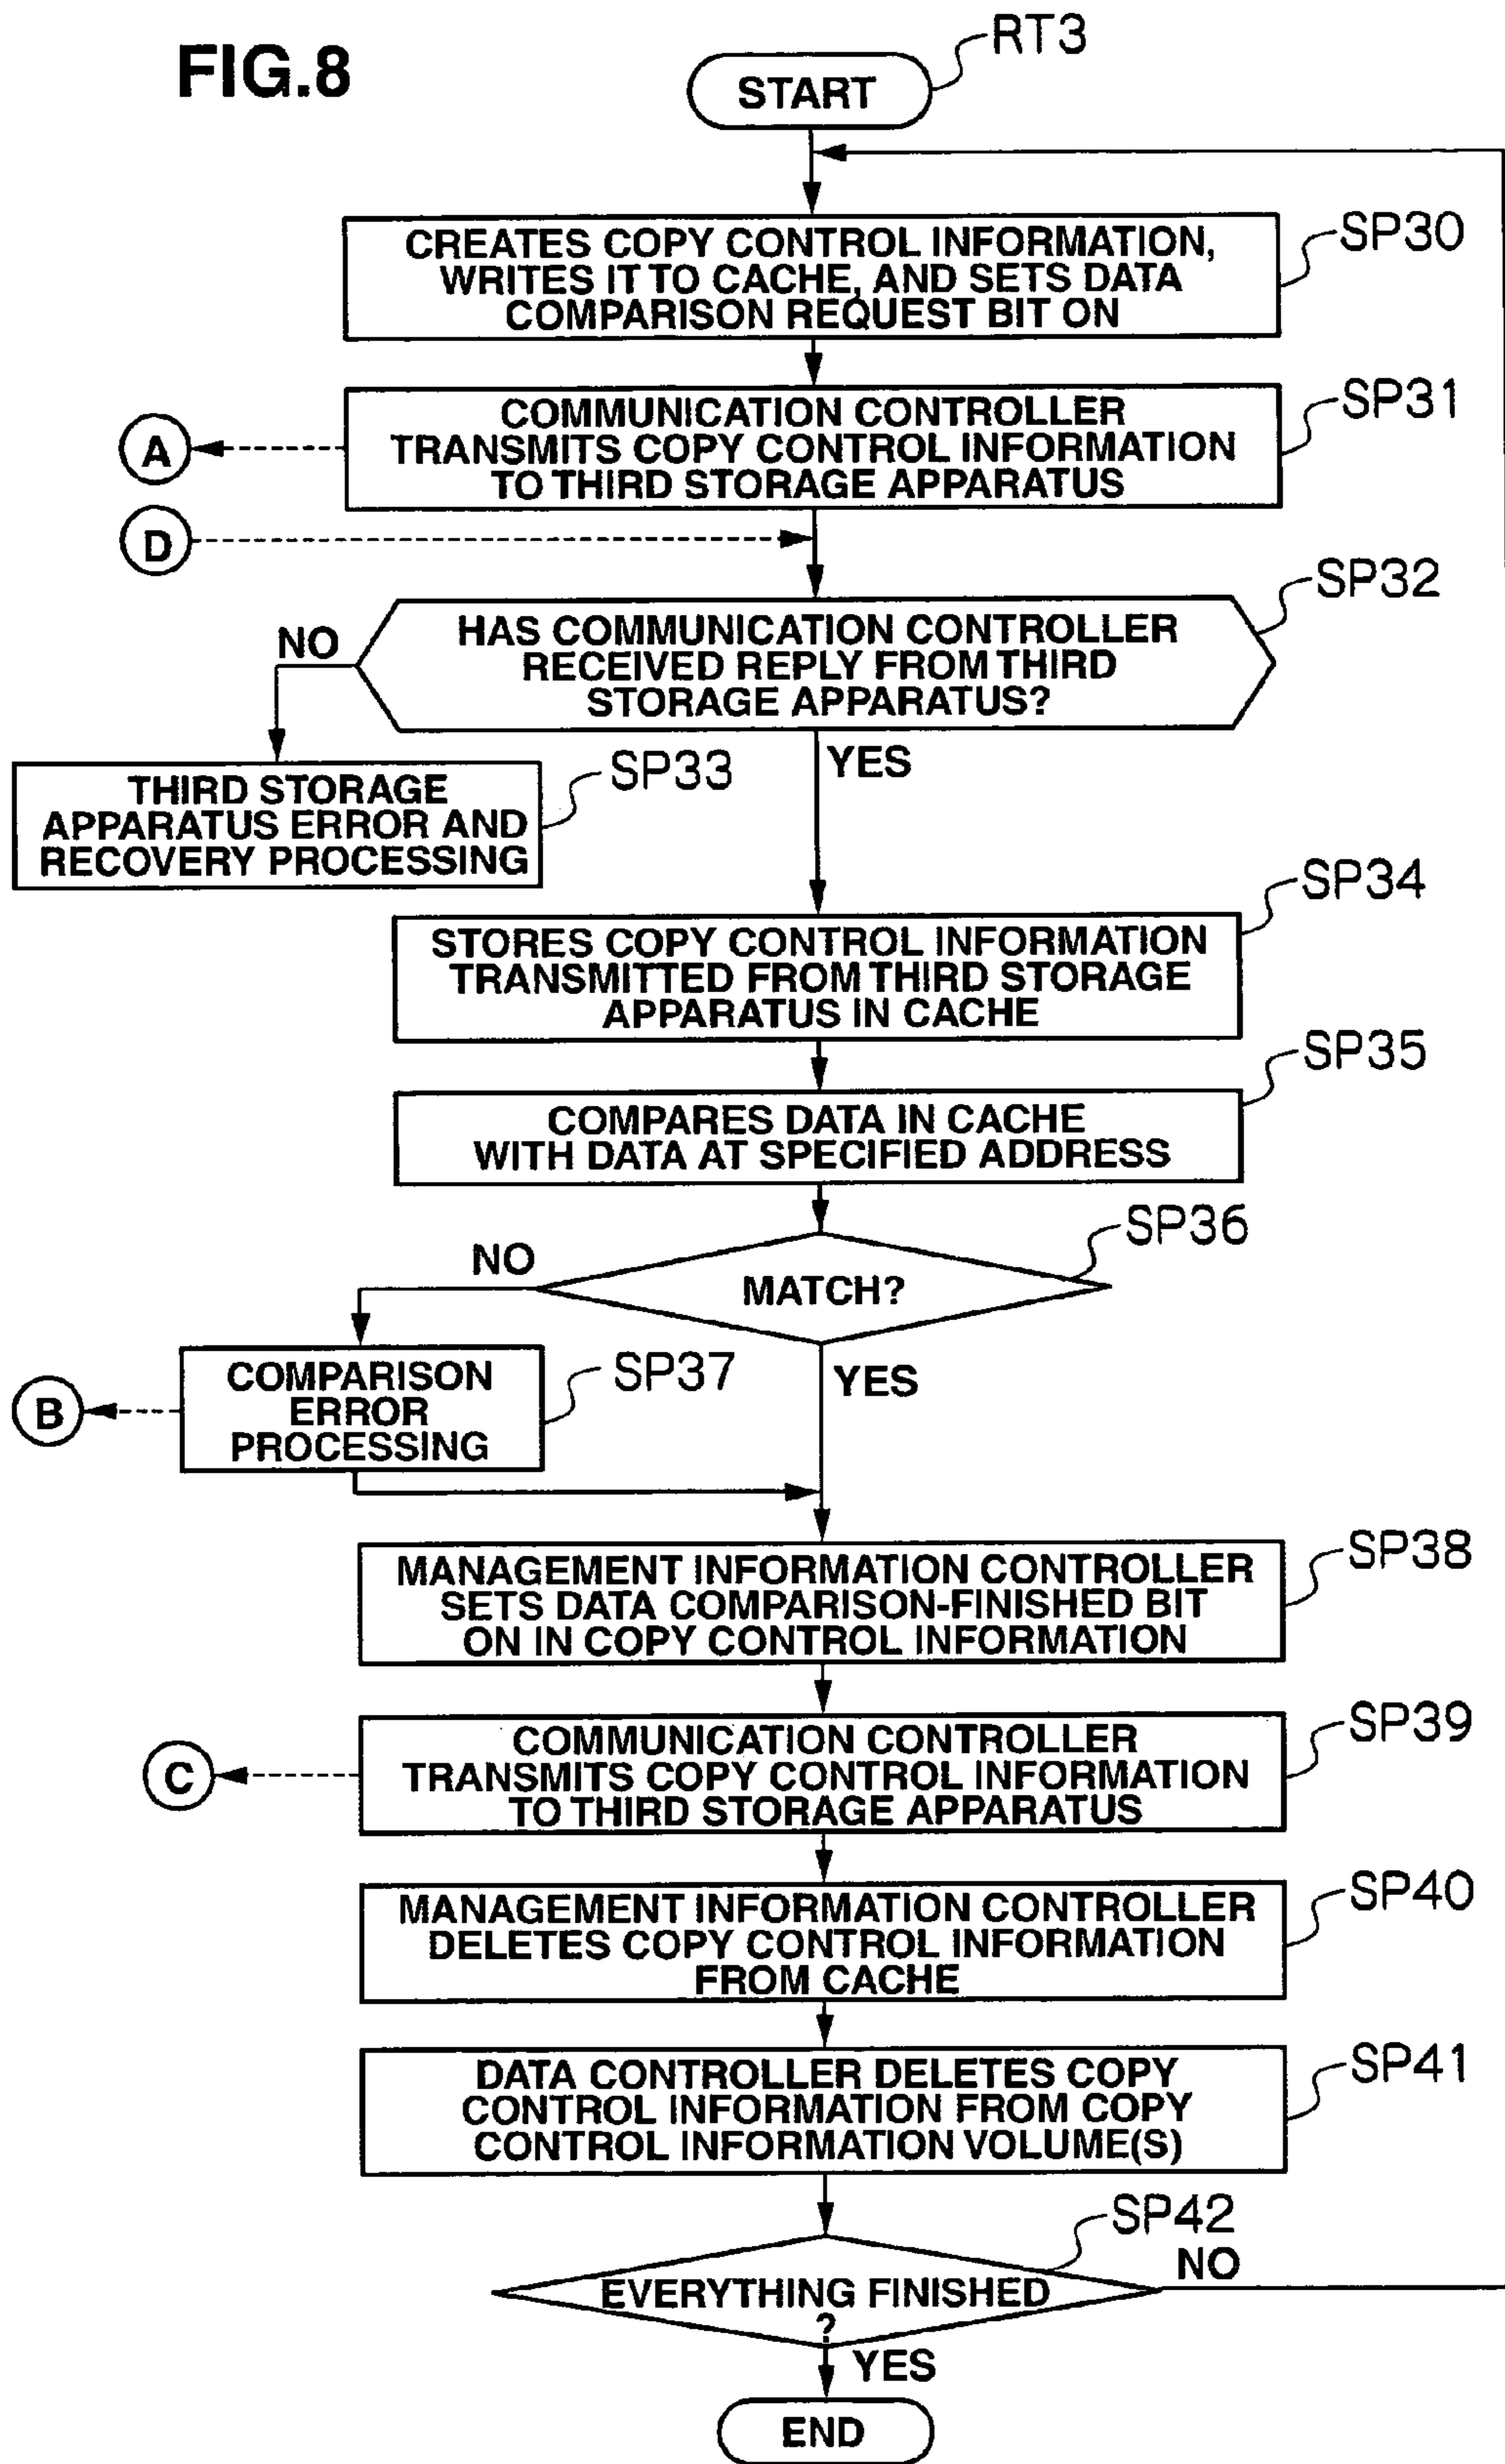 FIG.8
RT3
START
SP30
CREATES COPY CONTROL INFORMATION,
WRITES IT TO CACHE, AND SETS DATA
COMPARISON REQUEST BIT ON
SP31
COMMUNICATION CONTROLLER
TRANSMITS COPY CONTROL INFORMATION
TO THIRD STORAGE APPARATUS
A
D
SP32
HAS COMMUNICATION CONTROLLER
RECEIVED REPLY FROM THIRD
STORAGE APPARATUS?
NO
YES
SP33
THIRD STORAGE
APPARATUS ERROR AND
RECOVERY PROCESSING
SP34
STORES COPY CONTROL INFORMATION
TRANSMITTED FROM THIRD STORAGE
APPARATUS IN CACHE
SP35
COMPARES DATA IN CACHE
WITH DATA AT SPECIFIED ADDRESS
SP36
NO
MATCH?
YES
SP37
COMPARISON
ERROR
PROCESSING
B
SP38
MANAGEMENT INFORMATION CONTROLLER
SETS DATA COMPARISON-FINISHED BIT
ON IN COPY CONTROL INFORMATION
SP39
COMMUNICATION CONTROLLER
TRANSMITS COPY CONTROL INFORMATION
TO THIRD STORAGE APPARATUS
C
SP40
MANAGEMENT INFORMATION CONTROLLER
DELETES COPY CONTROL INFORMATION
FROM CACHE
SP41
DATA CONTROLLER DELETES COPY
CONTROL INFORMATION FROM COPY
CONTROL INFORMATION VOLUME(S)
SP42
NO
EVERYTHING FINISHED
?
YES
END